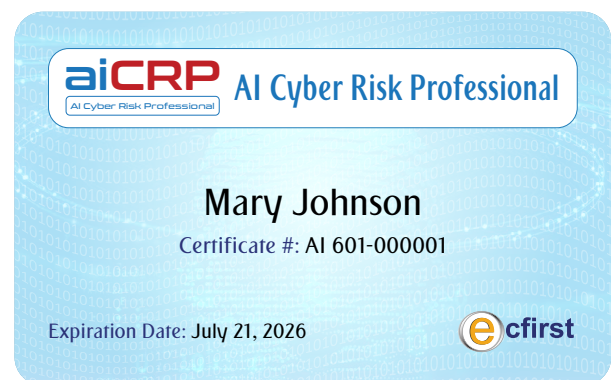 aiCRP
AI Cyber Risk Professional
AI Cyber Risk Professional
Mary Johnson
Certificate #: AI 601-000001
Expiration Date: July 21, 2026
ecfirst